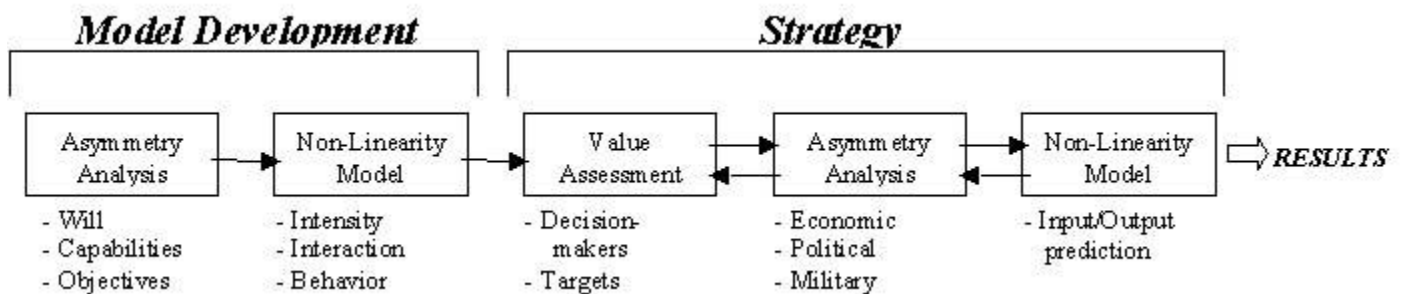 Model Development
Strategy
Asymmetry
Analysis
Non-Linearity
Model
Value
Assessment
Asymmetry
Analysis
Non-Linearity
Model
RESULTS
- Will
- Capabilities
- Objectives
- Intensity
- Interaction
- Behavior
- Decision-
makers
- Targets
- Economic
- Political
- Military
- Input/Output
prediction